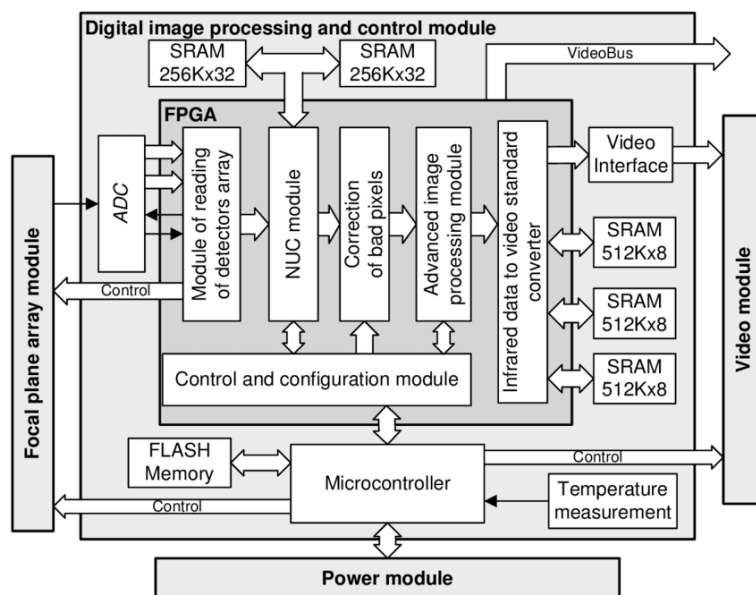 Digital image processing and control module
SRAM
256Kx32
SRAM
256Kx32
VideoBus
FPGA
Focal plane array module
ADC
Module of reading
of detectors array
NUC module
Correction
of bad pixels
Advanced image
processing module
Infrared data to video standard
converter
Video
Interface
SRAM
512Kx8
SRAM
512Kx8
SRAM
512Kx8
Video module
Control
Control and configuration module
FLASH
Memory
Microcontroller
Control
Control
Temperature
measurement
Power module